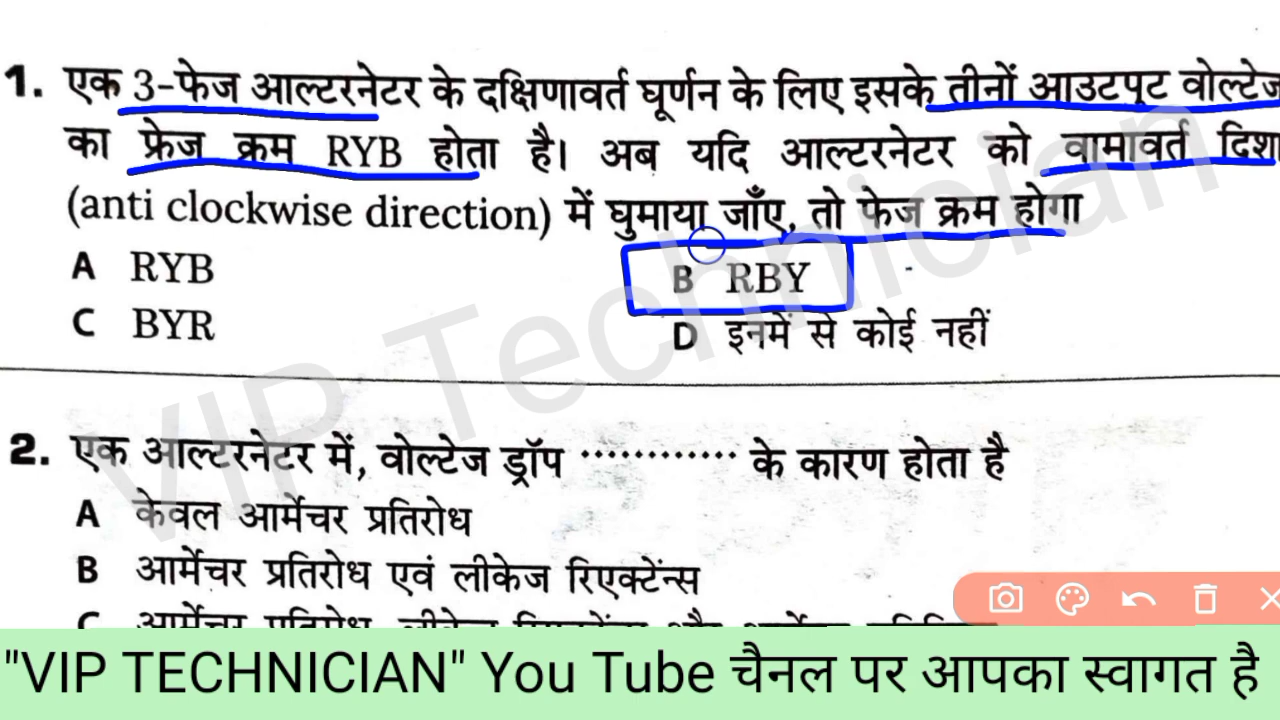 1. एक 3-फेज आल्टरनेटर के दक्षिणावर्त घूर्णन के लिए इसके तीनों आउटपूट वोल्टेज
का फ्रेज क्रम RYB होता है। अब यदि आल्टरनेटर को वामावर्त दिशा
(anti clockwise direction) में घुमाया जाँए, तो फेज क्रम होगा
A RYB
B RBY
C BYR
D इनमें से कोई नहीं
2. एक आल्टरनेटर में, वोल्टेज ड्रॉप ············ के कारण होता है
A केवल आर्मेचर प्रतिरोध
B आर्मेचर प्रतिरोध एवं लीकेज रिएक्टेंन्स
VIP Technician
"VIP TECHNICIAN" You Tube चैनल पर आपका स्वागत है